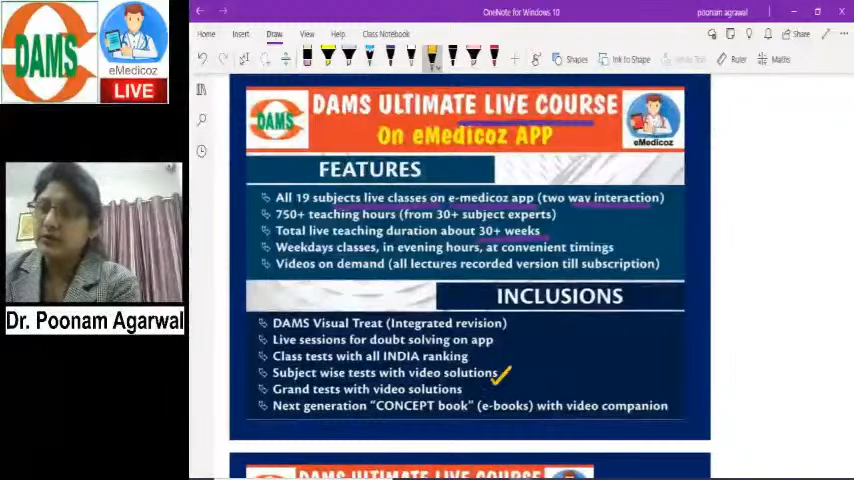 DAMS
eMedicoz
LIVE
Dr. Poonam Agarwal
OneNote for Windows 10
poonam agrawal
Home Insert Draw View Help Class Notebook
Share
Shapes Ink to Shape Ruler Maths
DAMS
DAMS ULTIMATE LIVE COURSE
On eMedicoz APP
eMedicoz
FEATURES
All 19 subjects live classes on e-medicoz app (two way interaction)
750+ teaching hours (from 30+ subject experts)
Total live teaching duration about 30+ weeks
Weekdays classes, in evening hours, at convenient timings
Videos on demand (all lectures recorded version till subscription)
INCLUSIONS
DAMS Visual Treat (Integrated revision)
Live sessions for doubt solving on app
Class tests with all INDIA ranking
Subject wise tests with video solutions
Grand tests with video solutions
Next generation “CONCEPT book” (e-books) with video companion
DAMS ULTIMATE LIVE COURSE